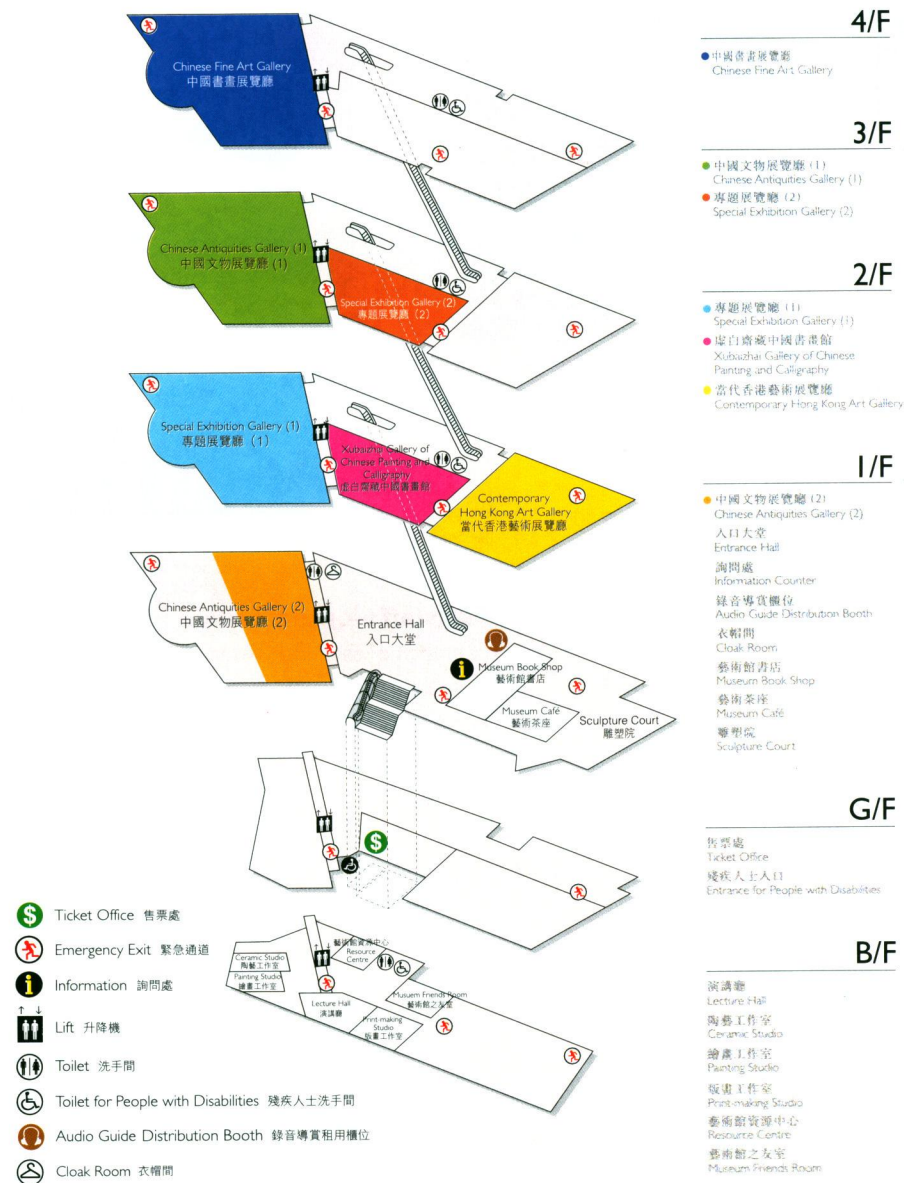 Chinese Fine Art Gallery
中國書畫展覽廳
Chinese Antiquities Gallery (1)
中國文物展覽廳 (1)
Special Exhibition Gallery (2)
專題展覽廳（2）
Special Exhibition Gallery (1)
專題展覽廳（1）
Xubaizhai Gallery of
Chinese Painting and
Calligraphy
虛白齋藏中國書畫館
Contemporary
Hong Kong Art Gallery
當代香港藝術展覽廳
Chinese Antiquities Gallery (2)
中國文物展覽廳 (2)
Entrance Hall
入口大堂
i
Museum Book Shop
藝術館書店
Museum Café
藝術茶座
Sculpture Court
雕塑院
$
藝術館資源中心
Resource
Centre
Ceramic Studio
陶藝工作室
Painting Studio
繪畫工作室
Lecture Hall
演講廳
Musuem Friends Room
藝術館之友室
Print-making
Studio
版畫工作室
$ Ticket Office 售票處
Emergency Exit 緊急通道
i Information 詢問處
Lift 升降機
Toilet 洗手間
Toilet for People with Disabilities 殘疾人士洗手間
Audio Guide Distribution Booth 錄音導賞租用櫃位
Cloak Room 衣帽間
4/F
中國書畫展覽廳
Chinese Fine Art Gallery
3/F
中國文物展覽廳 (1)
Chinese Antiquities Gallery (1)
專題展覽廳 (2)
Special Exhibition Gallery (2)
2/F
專題展覽廳 (1)
Special Exhibition Gallery (1)
虛白齋藏中國書畫館
Xubaizhai Gallery of Chinese
Painting and Calligraphy
當代香港藝術展覽廳
Contemporary Hong Kong Art Gallery
1/F
中國文物展覽廳 (2)
Chinese Antiquities Gallery (2)
入口大堂
Entrance Hall
詢問處
Information Counter
錄音導賞櫃位
Audio Guide Distribution Booth
衣帽間
Cloak Room
藝術館書店
Museum Book Shop
藝術茶座
Museum Café
雕塑院
Sculpture Court
G/F
售票處
Ticket Office
殘疾人士入口
Entrance for People with Disabilities
B/F
演講廳
Lecture Hall
陶藝工作室
Ceramic Studio
繪畫工作室
Painting Studio
版畫工作室
Print-making Studio
藝術館資源中心
Resource Centre
藝術館之友室
Museum Friends Room